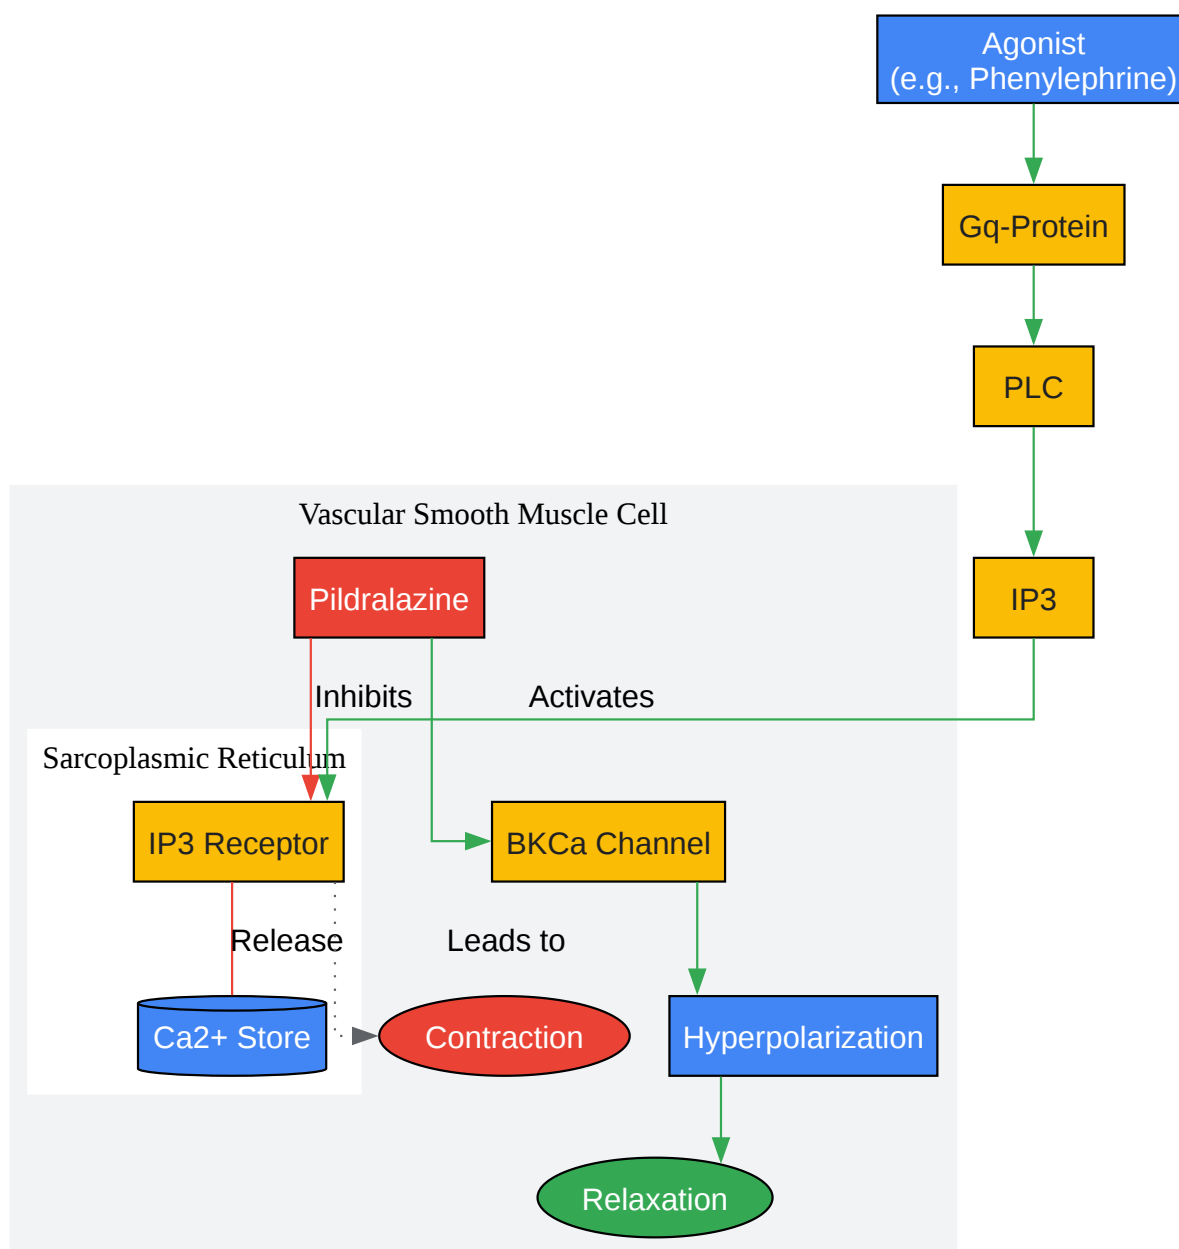 Agonist
(e.g., Phenylephrine)
Gq-Protein
PLC
Vascular Smooth Muscle Cell
Pildralazine
IP3
Inhibits
Activates
Sarcoplasmic Reticulum
IP3 Receptor
BKCa Channel
Release
Leads to
Ca2+ Store
Contraction
Hyperpolarization
Relaxation